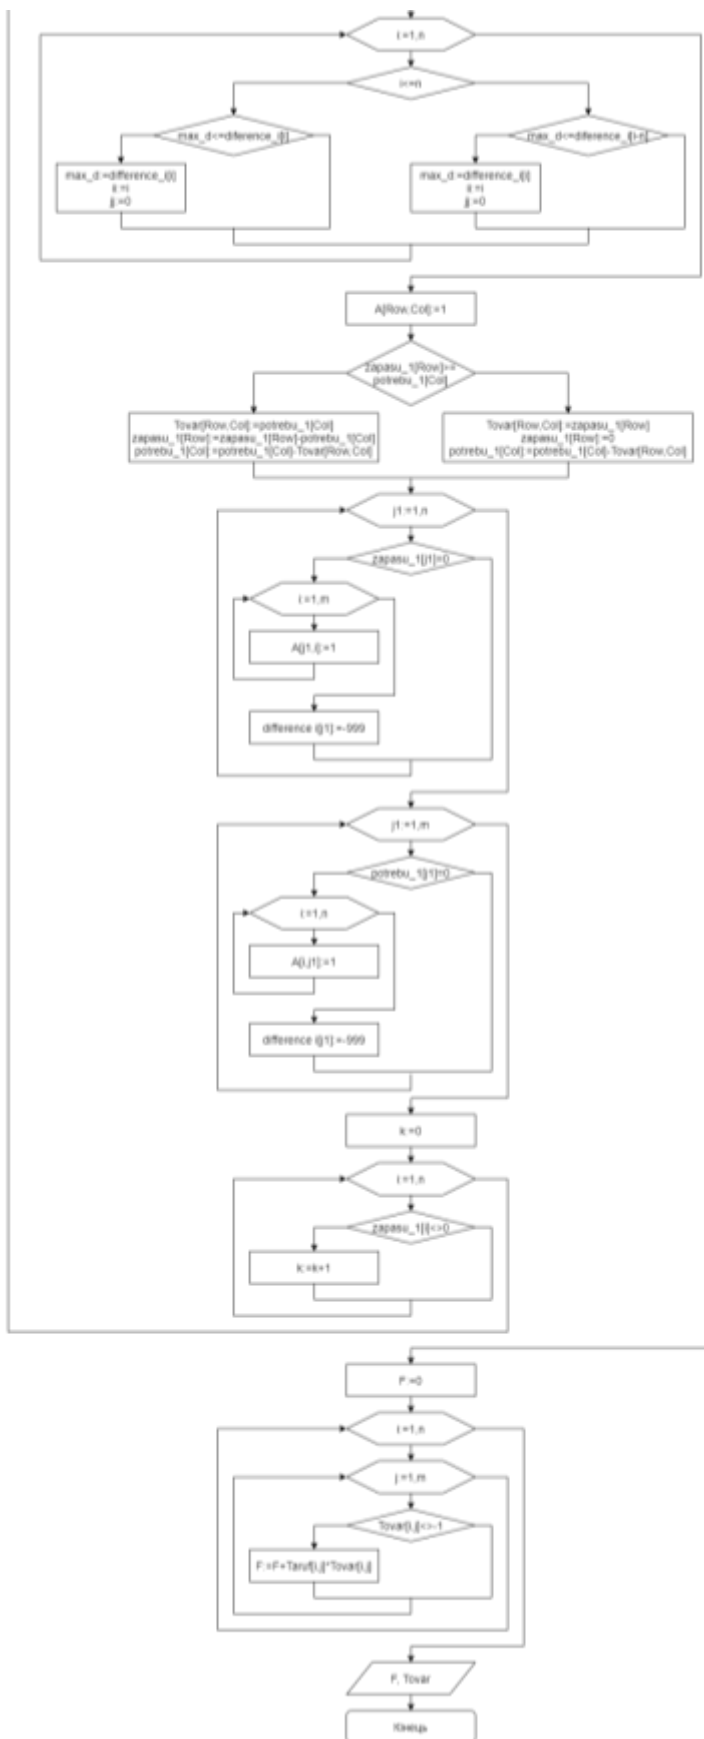 i:=1,n
i<=n
max_d<=diference_i[i]
max_d<=diference_i[i-n]
max_d:=difference_i[i]
ii:=i
jj:=0
max_d:=difference_i[i]
ii:=i
jj:=0
A[Row,Col]:=1
zapasu_1[Row]>=
potrebu_1[Col]
Tovar[Row,Col]:=potrebu_1[Col]
zapasu_1[Row]:=zapasu_1[Row]-potrebu_1[Col]
potrebu_1[Col]:=potrebu_1[Col]-Tovar[Row,Col]
Tovar[Row,Col]:=zapasu_1[Row]
zapasu_1[Row]:=0
potrebu_1[Col]:=potrebu_1[Col]-Tovar[Row,Col]
j1:=1,n
zapasu_1[j1]=0
i:=1,m
A[j1,i]:=1
difference i[j1]:=-999
j1:=1,m
potrebu_1[j1]=0
i:=1,n
A[i,j1]:=1
difference i[j1]:=-999
k:=0
i:=1,n
zapasu_1[i]<>0
k:=k+1
F:=0
i:=1,n
j:=1,m
Tovar[i,j]<>-1
F:=F+Taruf[i,j]*Tovar[i,j]
F, Tovar
Кінець